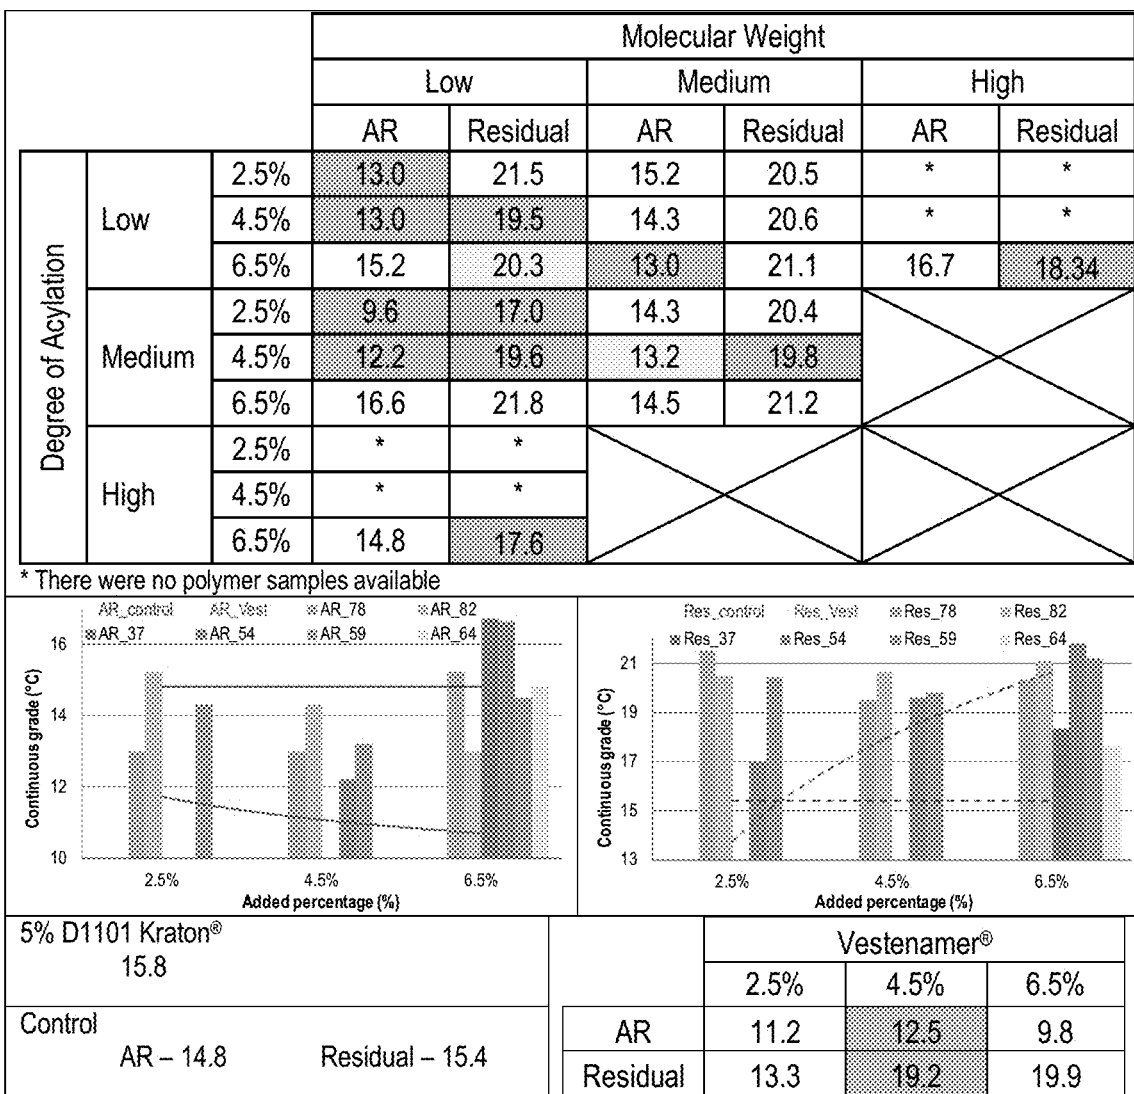 Molecular Weight
Low Medium High
AR Residual AR Residual AR Residual
Degree of Acylation
Low 2.5% 13.0 21.5 15.2 20.5 * *
4.5% 13.0 19.5 14.3 20.6 * *
6.5% 15.2 20.3 13.0 21.1 16.7 18.34
Medium 2.5% 9.6 17.0 14.3 20.4
4.5% 12.2 19.6 13.2 19.8
6.5% 16.6 21.8 14.5 21.2
High 2.5% * *
4.5% * *
6.5% 14.8 17.6
* There were no polymer samples available
AR_control AR_Vest AR_78 AR_82
AR_37 AR_54 AR_59 AR_64
Continuous grade (°C)
16
14
12
10
2.5% 4.5% 6.5%
Added percentage (%)
Res_control Res_Vest Res_78 Res_82
Res_37 Res_54 Res_59 Res_64
Continuous grade (°C)
21
19
17
15
13
2.5% 4.5% 6.5%
Added percentage (%)
5% D1101 Kraton®
15.8
Control
AR – 14.8 Residual – 15.4
Vestenamer®
2.5% 4.5% 6.5%
AR 11.2 12.5 9.8
Residual 13.3 19.2 19.9